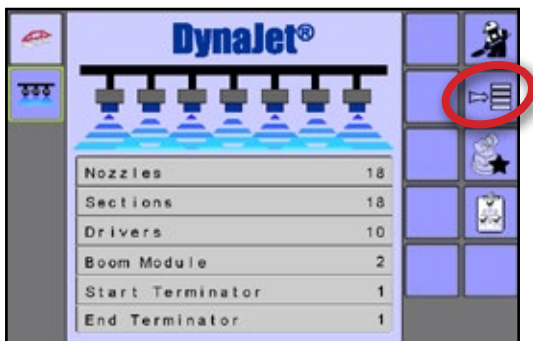 DynaJet®
Nozzles 18
Sections 18
Drivers 10
Boom Module 2
Start Terminator 1
End Terminator 1